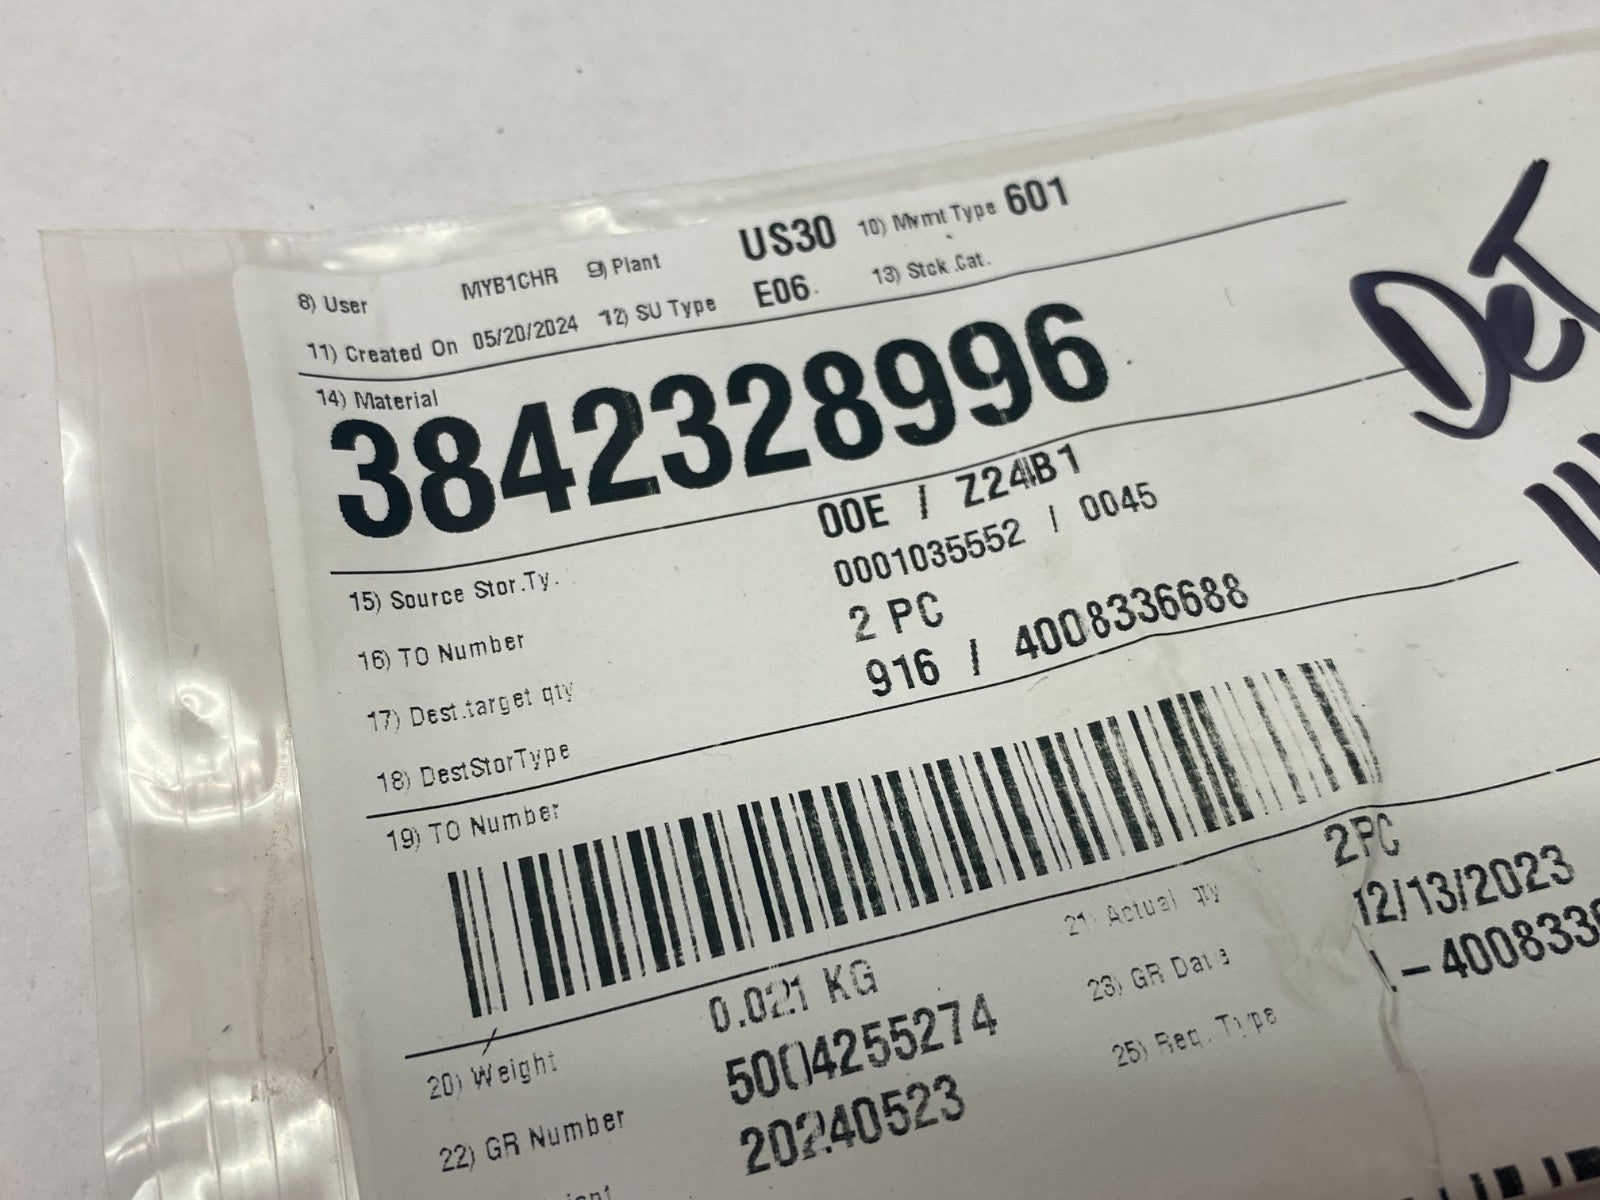 8) User MYB1CHR 9) Plant US30 10) Mvmt Type 601
11) Created On 05/20/2024 12) SU Type E06 13) Stck.Cat.
14) Material
3842328996
15) Source Stor.Ty. 00E / Z24B1
16) TO Number 0001035552 / 0045
17) Dest.target qty 2 PC
18) DestStorType 916 / 4008336688
19) TO Number
20) Weight 0.021 KG 21) Actual qty 2PC
22) GR Number 5004255274 23) GR Date 12/13/2023
20240523 25) Req. Type
DeT